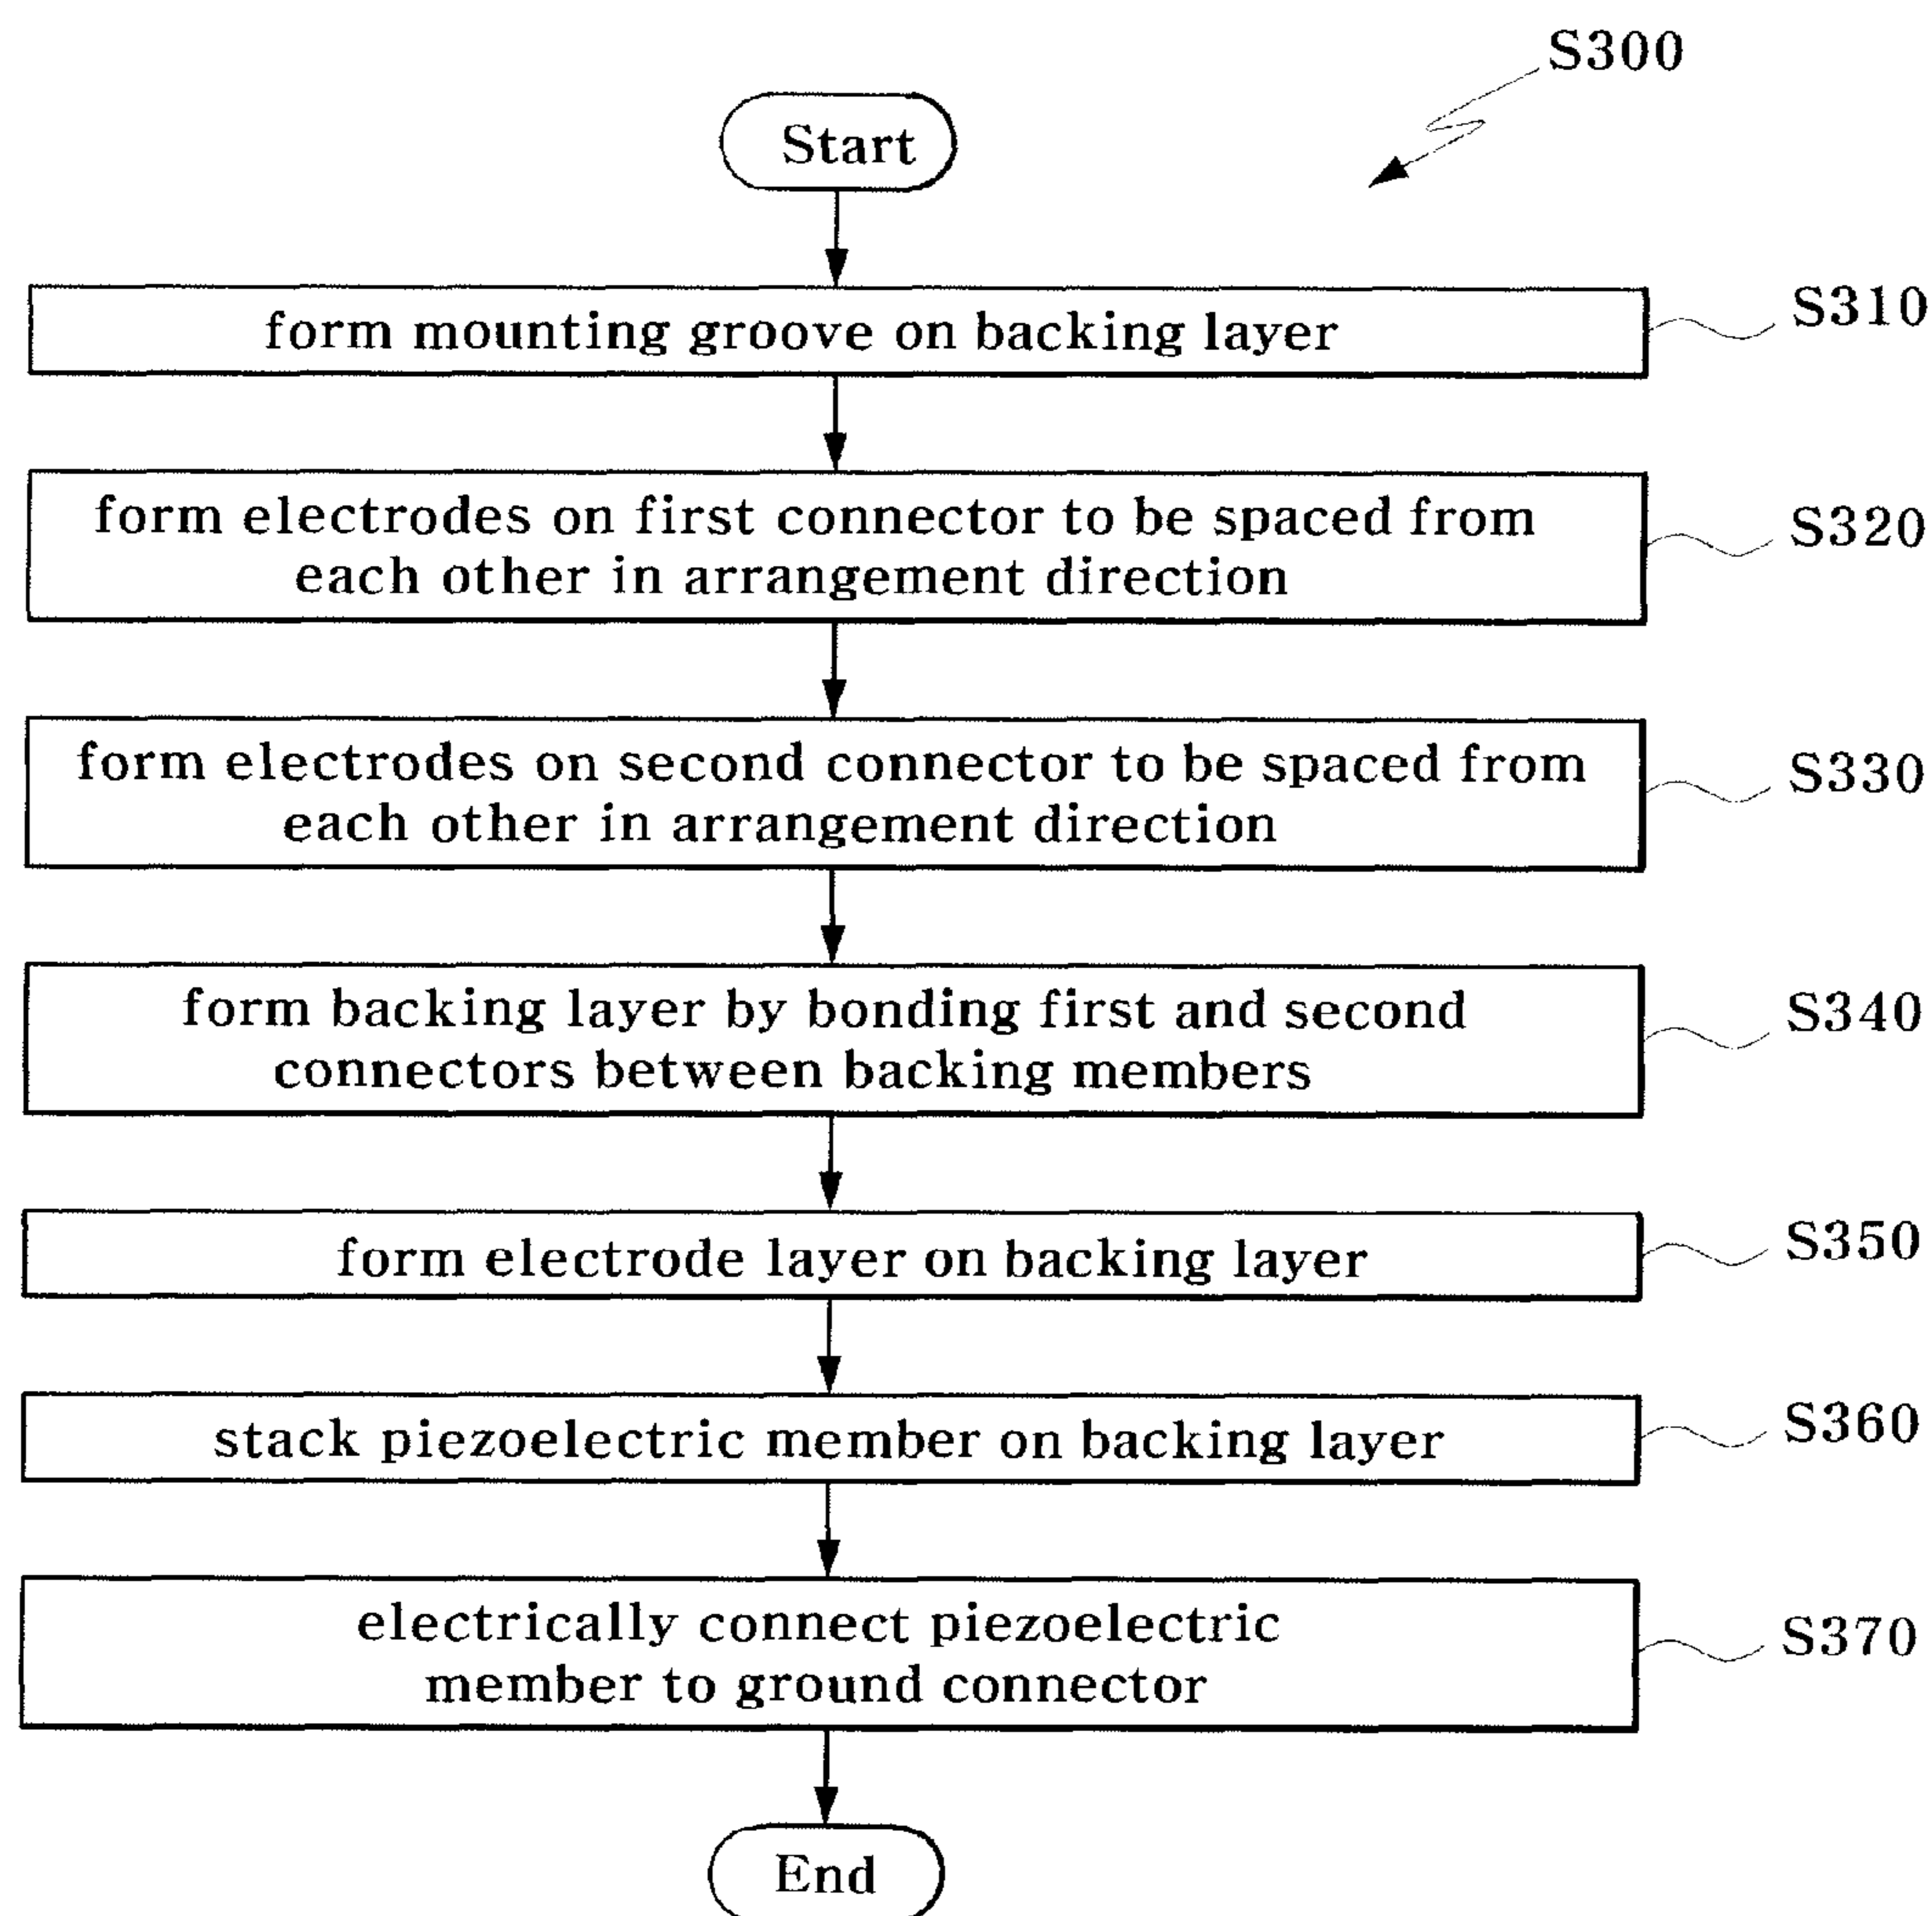 S300
Start
form mounting groove on backing layer
S310
form electrodes on first connector to be spaced from
each other in arrangement direction
S320
form electrodes on second connector to be spaced from
each other in arrangement direction
S330
form backing layer by bonding first and second
connectors between backing members
S340
form electrode layer on backing layer
S350
stack piezoelectric member on backing layer
S360
electrically connect piezoelectric
member to ground connector
S370
End